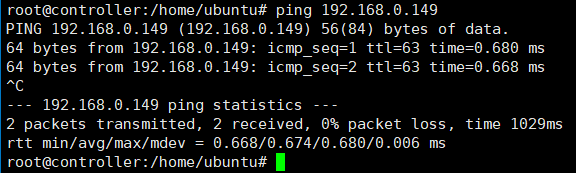 root@controller:/home/ubuntu# ping 192.168.0.149
PING 192.168.0.149 (192.168.0.149) 56(84) bytes of data.
64 bytes from 192.168.0.149: icmp_seq=1 ttl=63 time=0.680 ms
64 bytes from 192.168.0.149: icmp_seq=2 ttl=63 time=0.668 ms
^C
--- 192.168.0.149 ping statistics ---
2 packets transmitted, 2 received, 0% packet loss, time 1029ms
rtt min/avg/max/mdev = 0.668/0.674/0.680/0.006 ms
root@controller:/home/ubuntu#